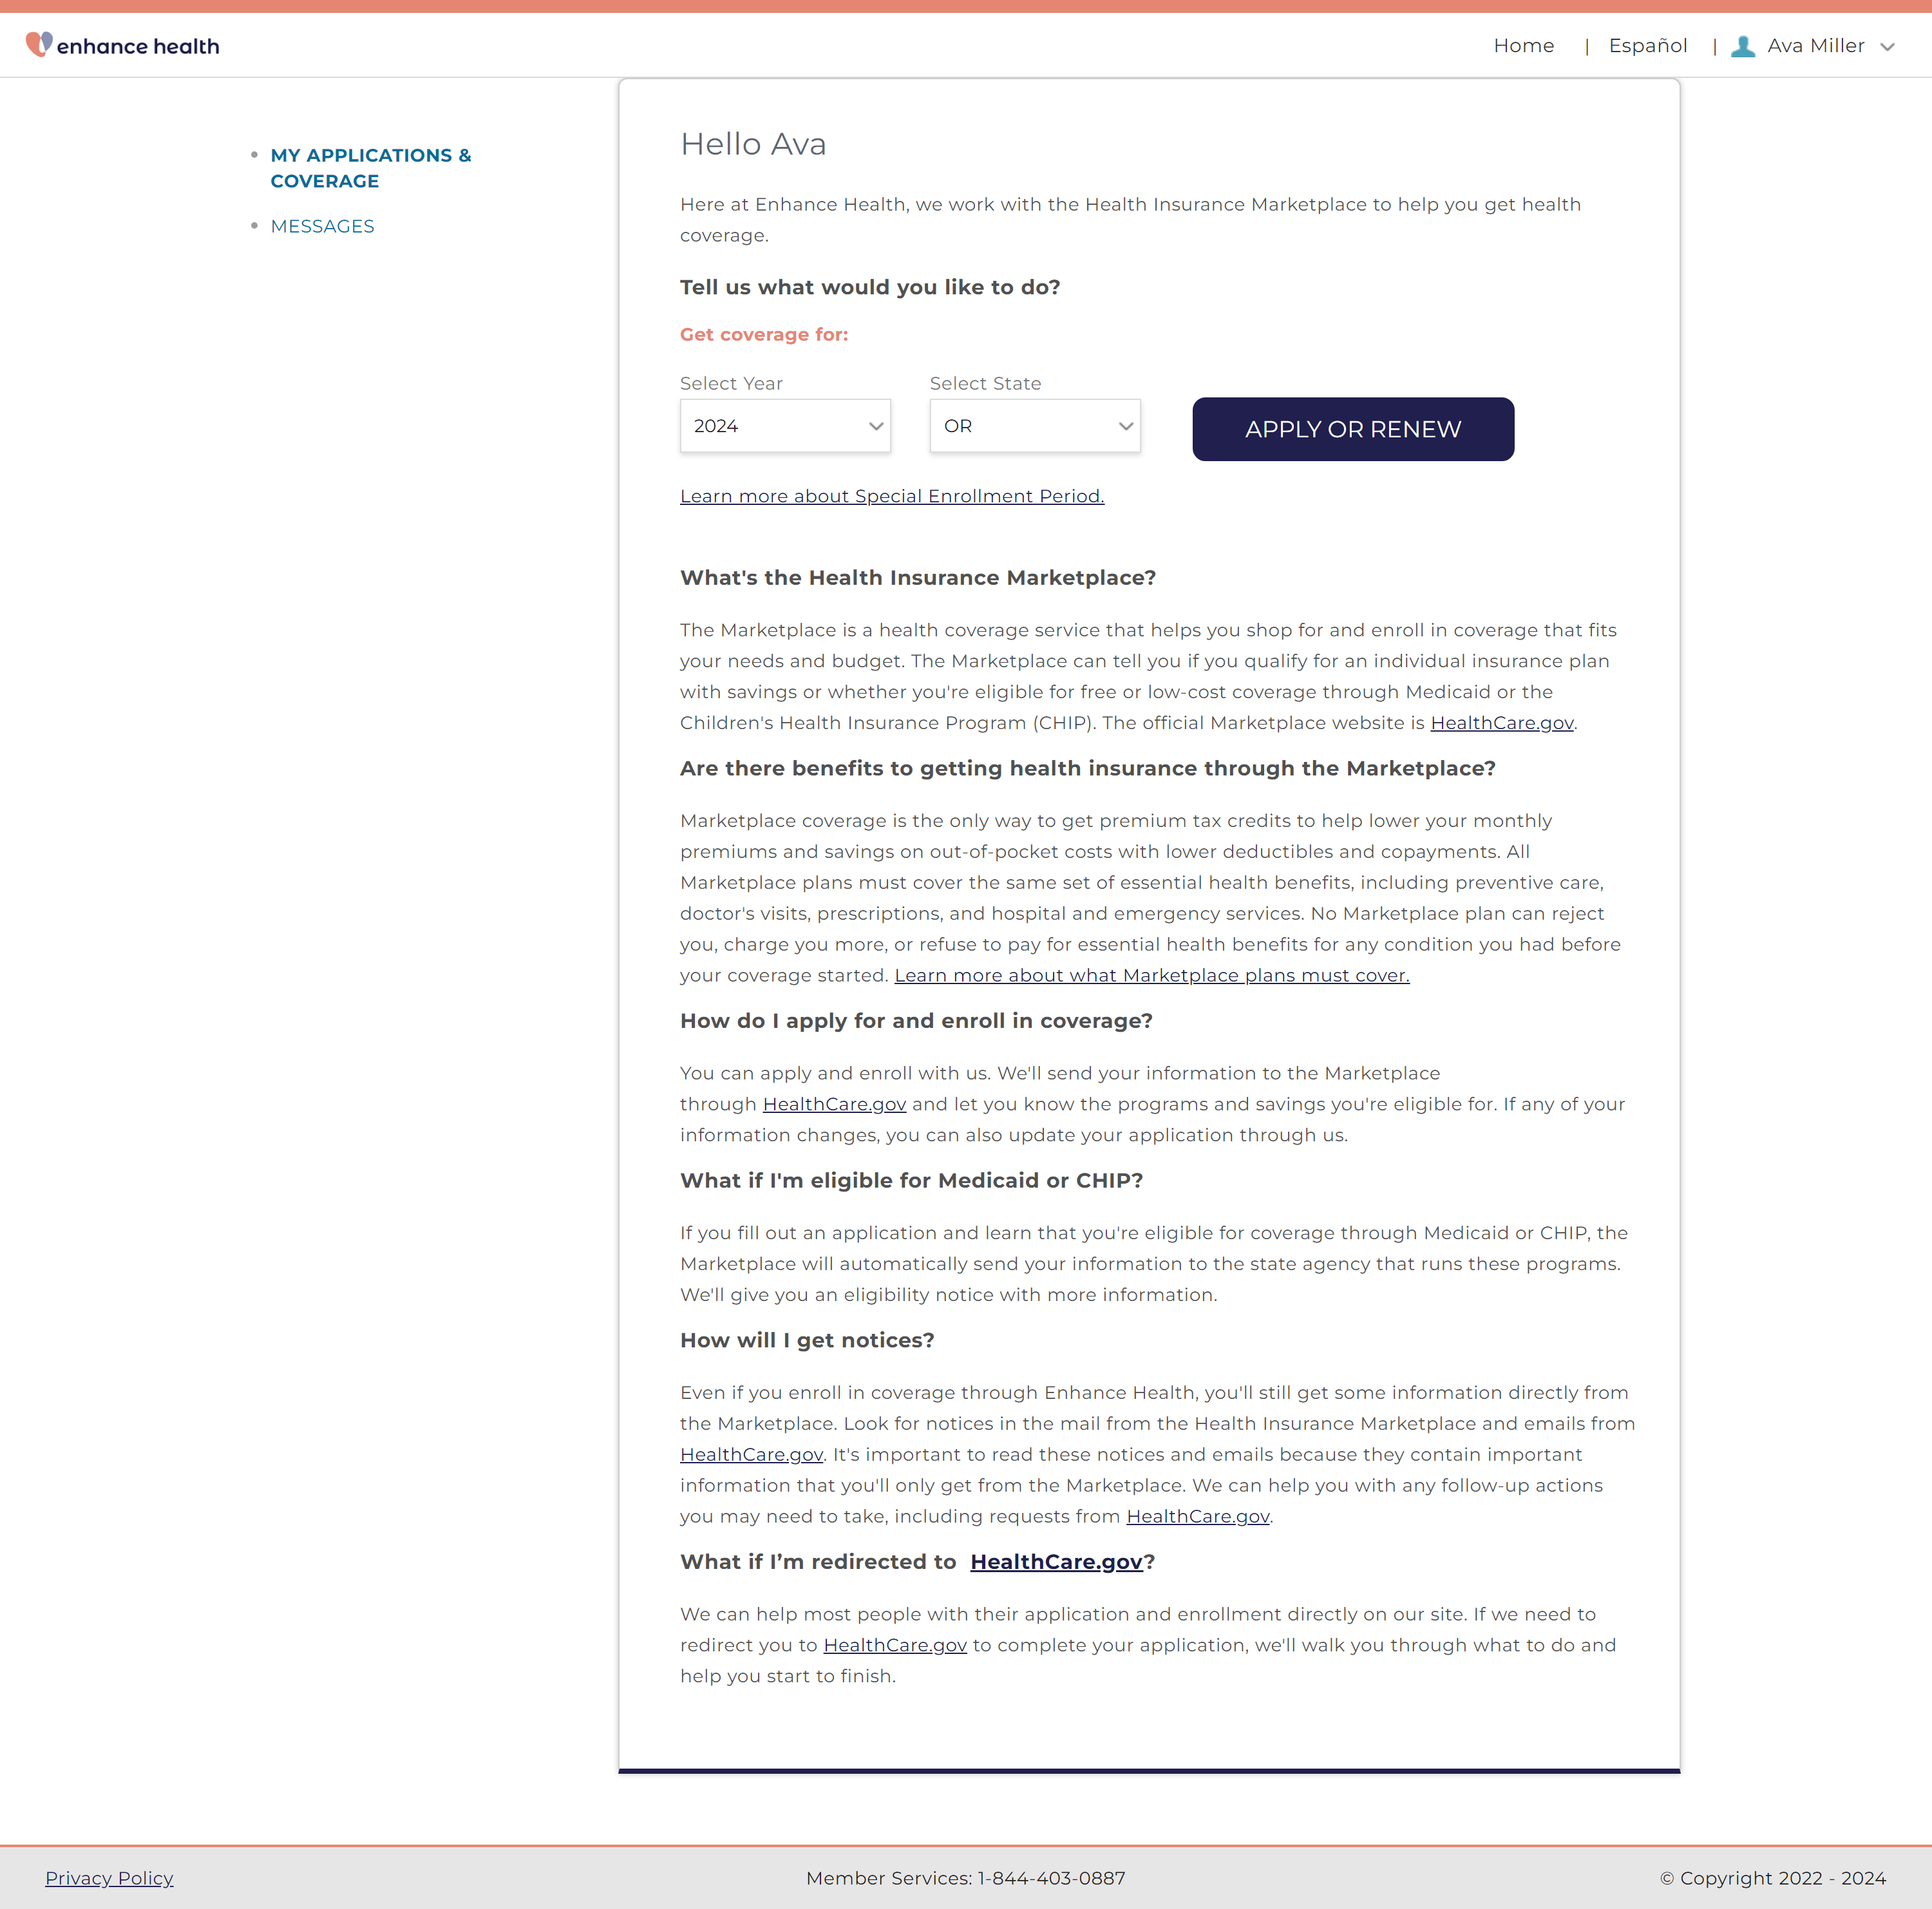 enhance health
Home | Español | Ava Miller
MY APPLICATIONS &
COVERAGE
MESSAGES
Hello Ava
Here at Enhance Health, we work with the Health Insurance Marketplace to help you get health
coverage.
Tell us what would you like to do?
Get coverage for:
Select Year
2024
Select State
OR
APPLY OR RENEW
Learn more about Special Enrollment Period.
What's the Health Insurance Marketplace?
The Marketplace is a health coverage service that helps you shop for and enroll in coverage that fits
your needs and budget. The Marketplace can tell you if you qualify for an individual insurance plan
with savings or whether you're eligible for free or low-cost coverage through Medicaid or the
Children's Health Insurance Program (CHIP). The official Marketplace website is HealthCare.gov.
Are there benefits to getting health insurance through the Marketplace?
Marketplace coverage is the only way to get premium tax credits to help lower your monthly
premiums and savings on out-of-pocket costs with lower deductibles and copayments. All
Marketplace plans must cover the same set of essential health benefits, including preventive care,
doctor's visits, prescriptions, and hospital and emergency services. No Marketplace plan can reject
you, charge you more, or refuse to pay for essential health benefits for any condition you had before
your coverage started. Learn more about what Marketplace plans must cover.
How do I apply for and enroll in coverage?
You can apply and enroll with us. We'll send your information to the Marketplace
through HealthCare.gov and let you know the programs and savings you're eligible for. If any of your
information changes, you can also update your application through us.
What if I'm eligible for Medicaid or CHIP?
If you fill out an application and learn that you're eligible for coverage through Medicaid or CHIP, the
Marketplace will automatically send your information to the state agency that runs these programs.
We'll give you an eligibility notice with more information.
How will I get notices?
Even if you enroll in coverage through Enhance Health, you'll still get some information directly from
the Marketplace. Look for notices in the mail from the Health Insurance Marketplace and emails from
HealthCare.gov. It's important to read these notices and emails because they contain important
information that you'll only get from the Marketplace. We can help you with any follow-up actions
you may need to take, including requests from HealthCare.gov.
What if I’m redirected to HealthCare.gov?
We can help most people with their application and enrollment directly on our site. If we need to
redirect you to HealthCare.gov to complete your application, we'll walk you through what to do and
help you start to finish.
Privacy Policy
Member Services: 1-844-403-0887
© Copyright 2022 - 2024